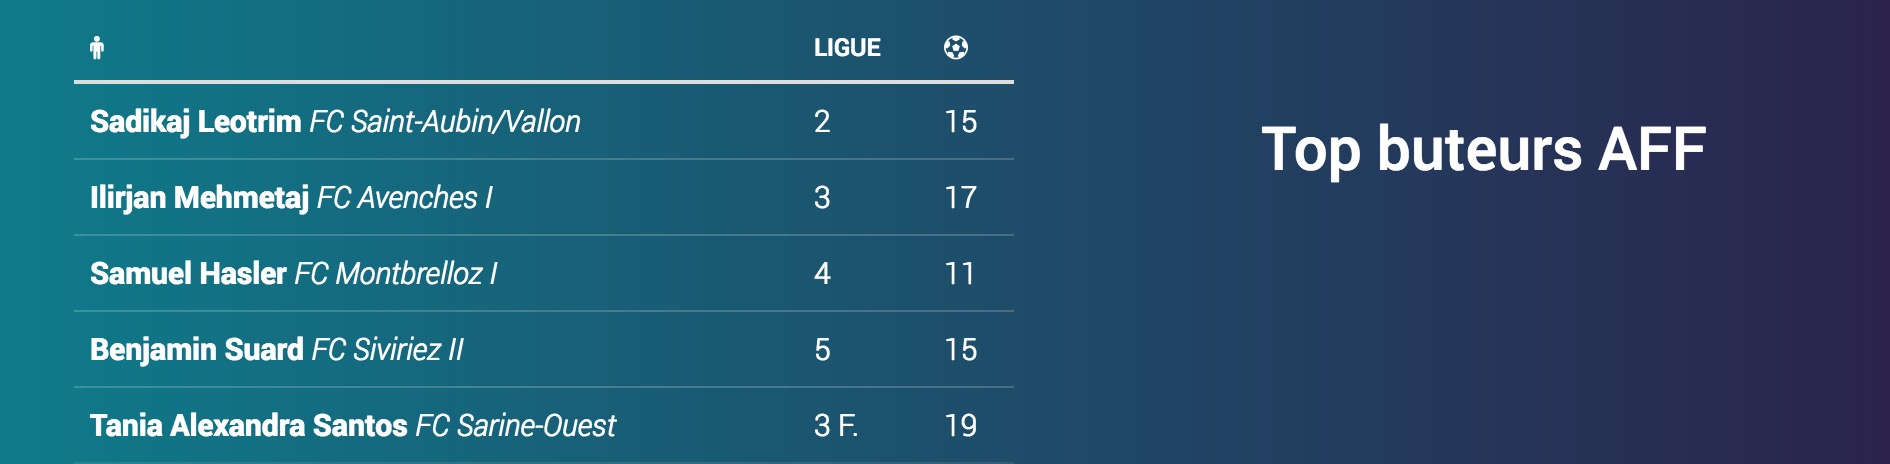 LIGUE
Sadikaj Leotrim FC Saint-Aubin/Vallon 2 15
Ilirjan Mehmetaj FC Avenches I 3 17
Samuel Hasler FC Montbrelloz I 4 11
Benjamin Suard FC Siviriez II 5 15
Tania Alexandra Santos FC Sarine-Ouest 3 F. 19
Top buteurs AFF